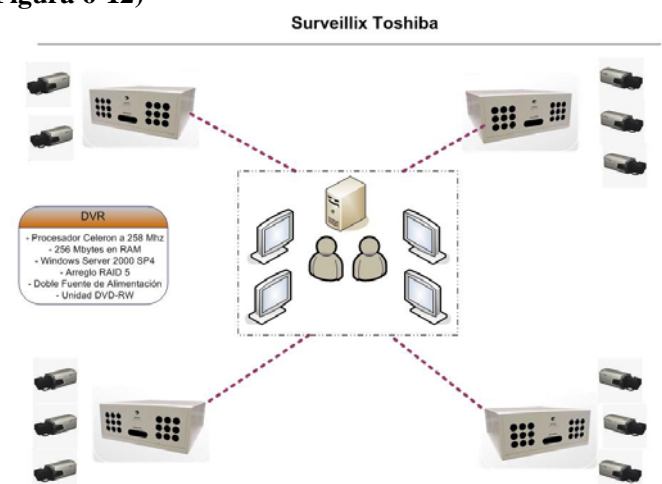 Figura 6-12)
Surveillix Toshiba
DVR
- Procesador Celeron a 258 Mhz
- 256 Mbytes en RAM
- Windows Server 2000 SP4
- Arreglo RAID 5
- Doble Fuente de Alimentación
- Unidad DVD-RW